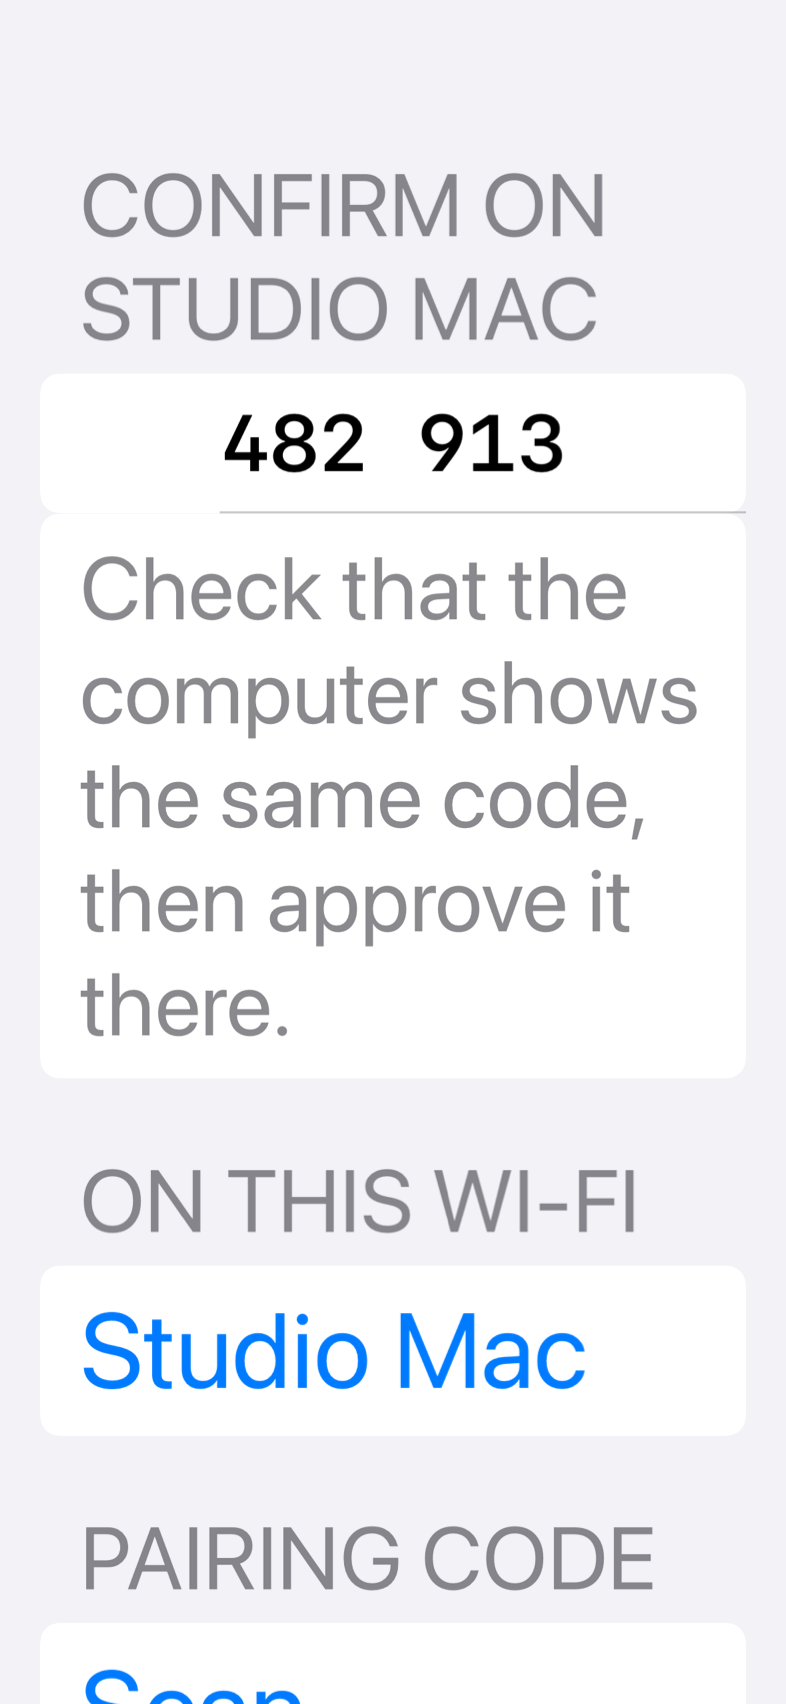 CONFIRM ON
STUDIO MAC
482 913
Check that the
computer shows
the same code,
then approve it
there.
ON THIS WI-FI
Studio Mac
PAIRING CODE
Scan